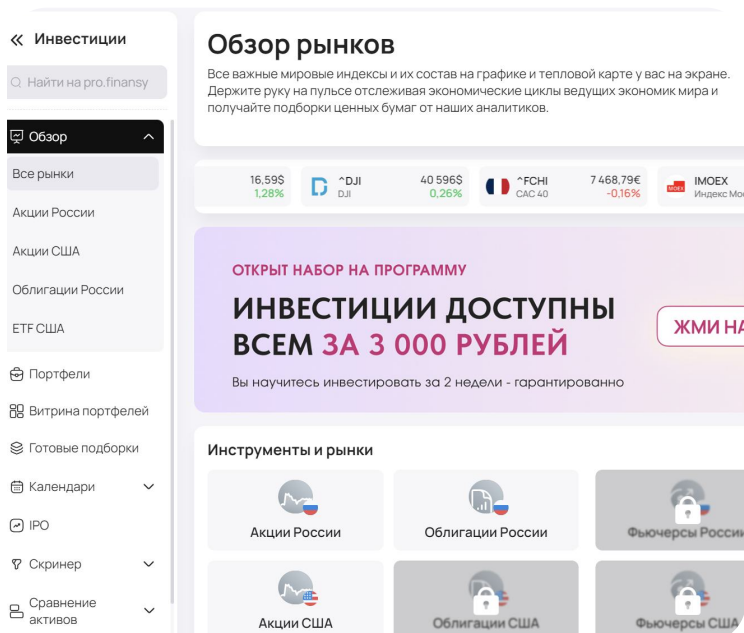 Инвестиции
Найти на pro.finansy
Обзор
Все рынки
Акции России
Акции США
Облигации России
ETF США
Портфели
Витрина портфелей
Готовые подборки
Календари
IPO
Скринер
Сравнение
активов
Обзор рынков
Все важные мировые индексы и их состав на графике и тепловой карте у вас на экране.
Держите руку на пульсе отслеживая экономические циклы ведущих экономик мира и
получайте подборки ценных бумаг от наших аналитиков.
16,59$
1,28%
^DJI
DJI
40 596$
0,26%
^FCHI
CAC 40
7 468,79€
-0,16%
MOEX
IMOEX
Индекс Мос
ОТКРЫТ НАБОР НА ПРОГРАММУ
ИНВЕСТИЦИИ ДОСТУПНЫ
ВСЕМ ЗА 3 000 РУБЛЕЙ
Вы научитесь инвестировать за 2 недели - гарантированно
ЖМИ НА
Инструменты и рынки
Акции России
Облигации России
Фьючерсы России
Акции США
Облигации США
Фьючерсы США